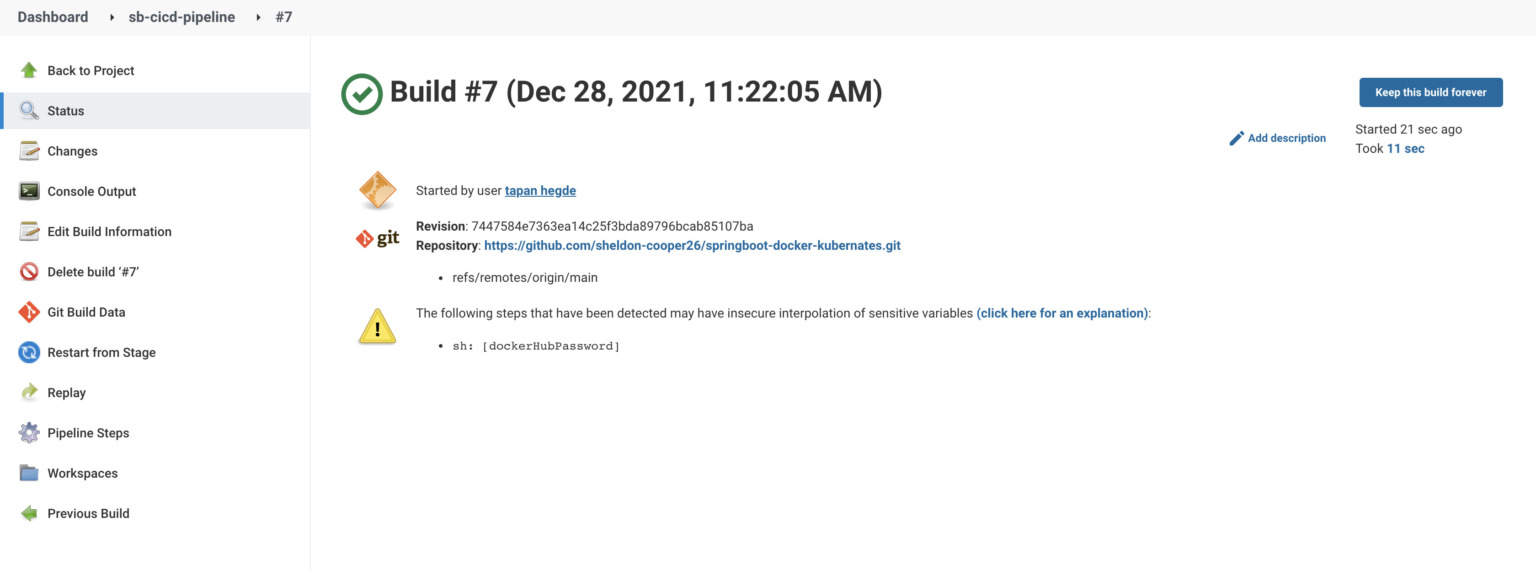 Dashboard sb-cicd-pipeline #7
Back to Project
Status
Changes
Console Output
Edit Build Information
Delete build ‘#7’
Git Build Data
Restart from Stage
Replay
Pipeline Steps
Workspaces
Previous Build
Build #7 (Dec 28, 2021, 11:22:05 AM)
Keep this build forever
Add description
Started 21 sec ago
Took 11 sec
Started by user tapan hegde
git
Revision: 7447584e7363ea14c25f3bda89796bcab85107ba
Repository: https://github.com/sheldon-cooper26/springboot-docker-kubernates.git
• refs/remotes/origin/main
The following steps that have been detected may have insecure interpolation of sensitive variables (click here for an explanation):
• sh: [dockerHubPassword]